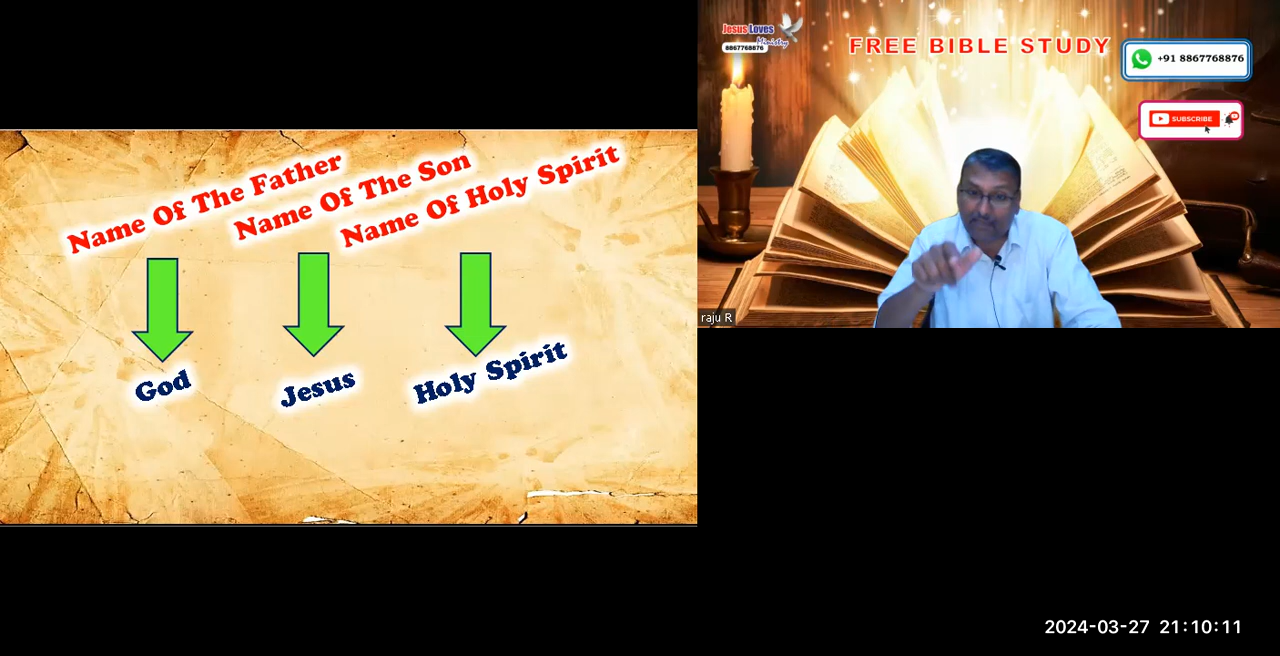 Name Of The Father
Name Of The Son
Name Of Holy Spirit
God
Jesus
Holy Spirit
Jesus Loves
Ministry
8867768876
FREE BIBLE STUDY
+91 8867768876
SUBSCRIBE
raju R
2024-03-27 21:10:11